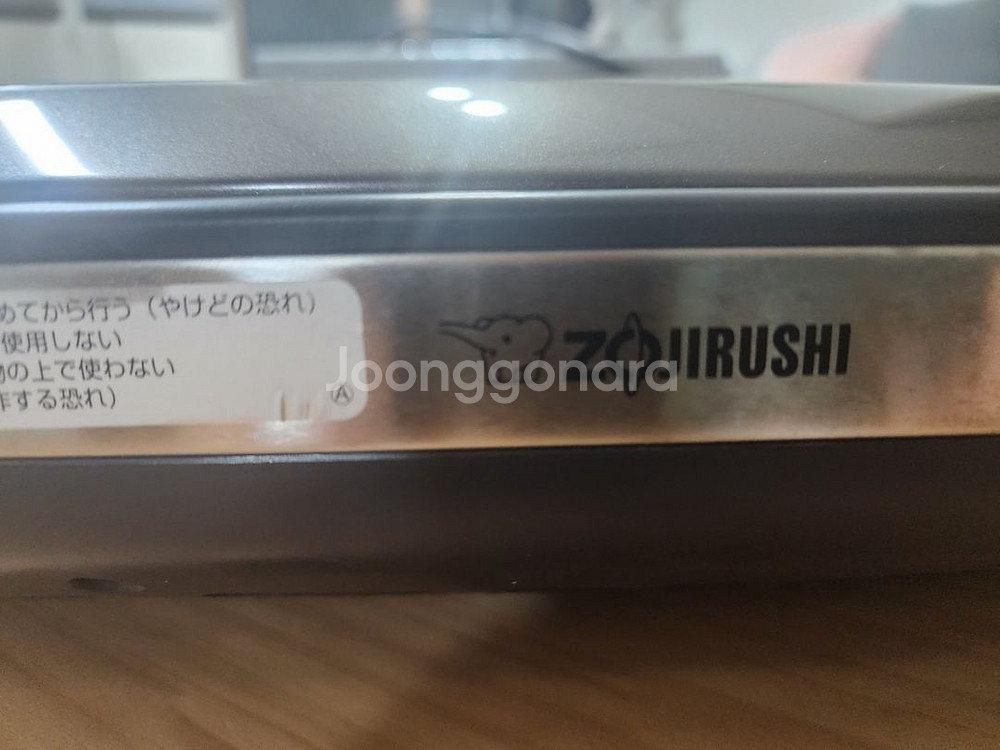 めてから行う（やけどの恐れ）
使用しない
の上で使わない
する恐れ）
Ⓐ
ZOJIRUSHI
Joonggonara